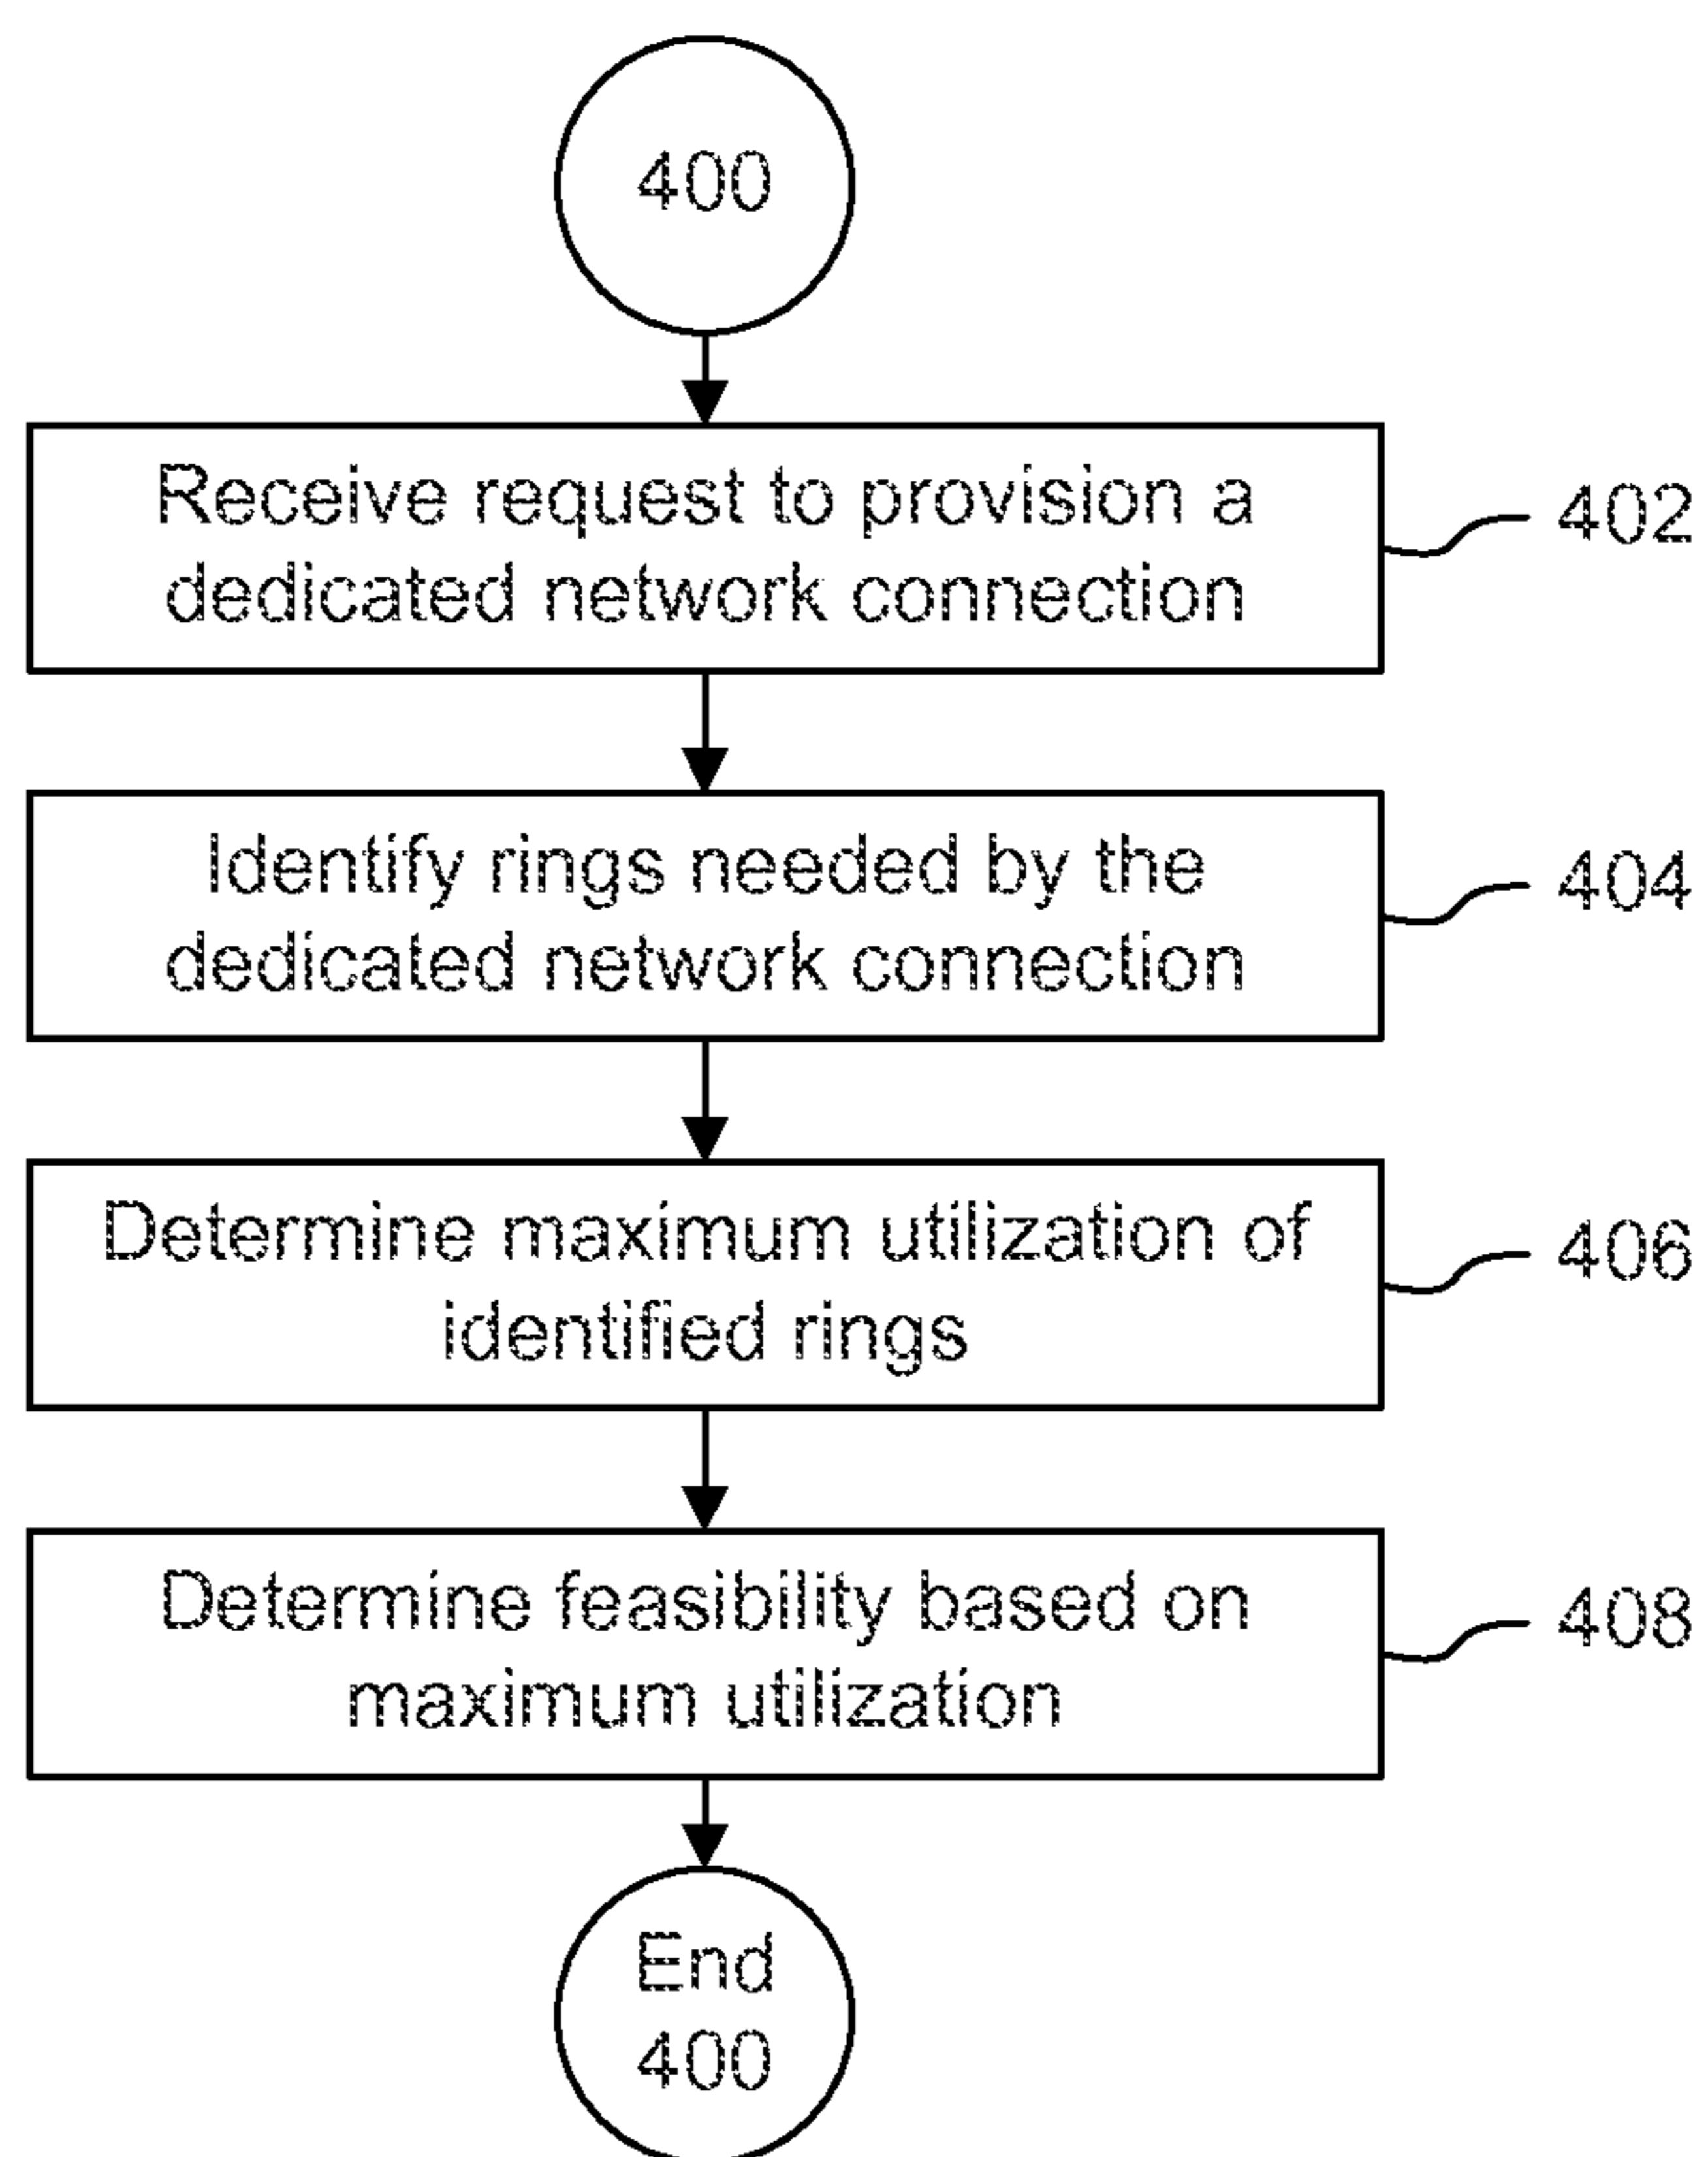 400
Receive request to provision a
dedicated network connection
402
Identify rings needed by the
dedicated network connection
404
Determine maximum utilization of
identified rings
406
Determine feasibility based on
maximum utilization
408
End
400